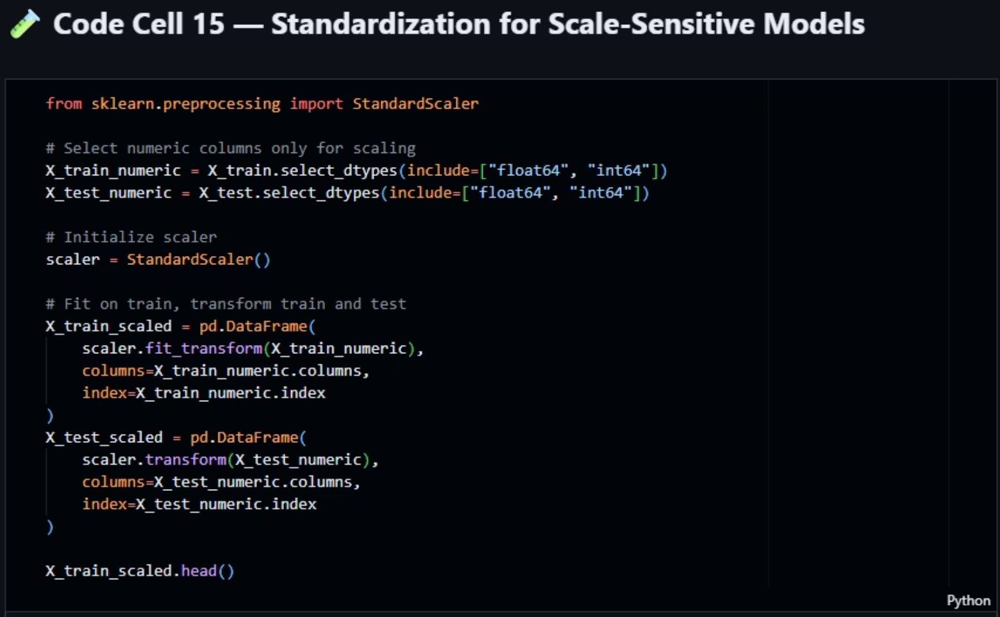 Code Cell 15 — Standardization for Scale-Sensitive Models
from sklearn.preprocessing import StandardScaler
# Select numeric columns only for scaling
X_train_numeric = X_train.select_dtypes(include=["float64", "int64"])
X_test_numeric = X_test.select_dtypes(include=["float64", "int64"])
# Initialize scaler
scaler = StandardScaler()
# Fit on train, transform train and test
X_train_scaled = pd.DataFrame(
    scaler.fit_transform(X_train_numeric),
    columns=X_train_numeric.columns,
    index=X_train_numeric.index
)
X_test_scaled = pd.DataFrame(
    scaler.transform(X_test_numeric),
    columns=X_test_numeric.columns,
    index=X_test_numeric.index
)
X_train_scaled.head()
Python